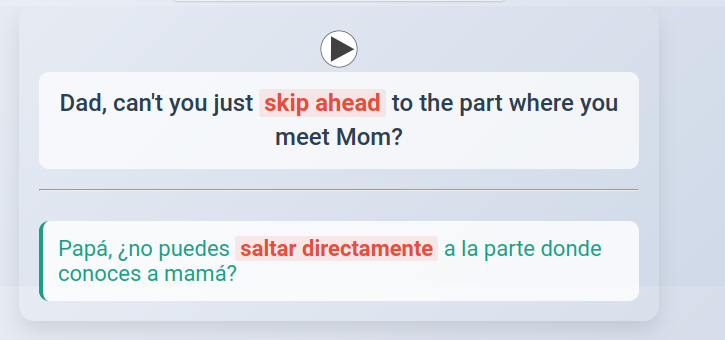 Dad, can't you just skip ahead to the part where you
meet Mom?
Papá, ¿no puedes saltar directamente a la parte donde
conoces a mamá?